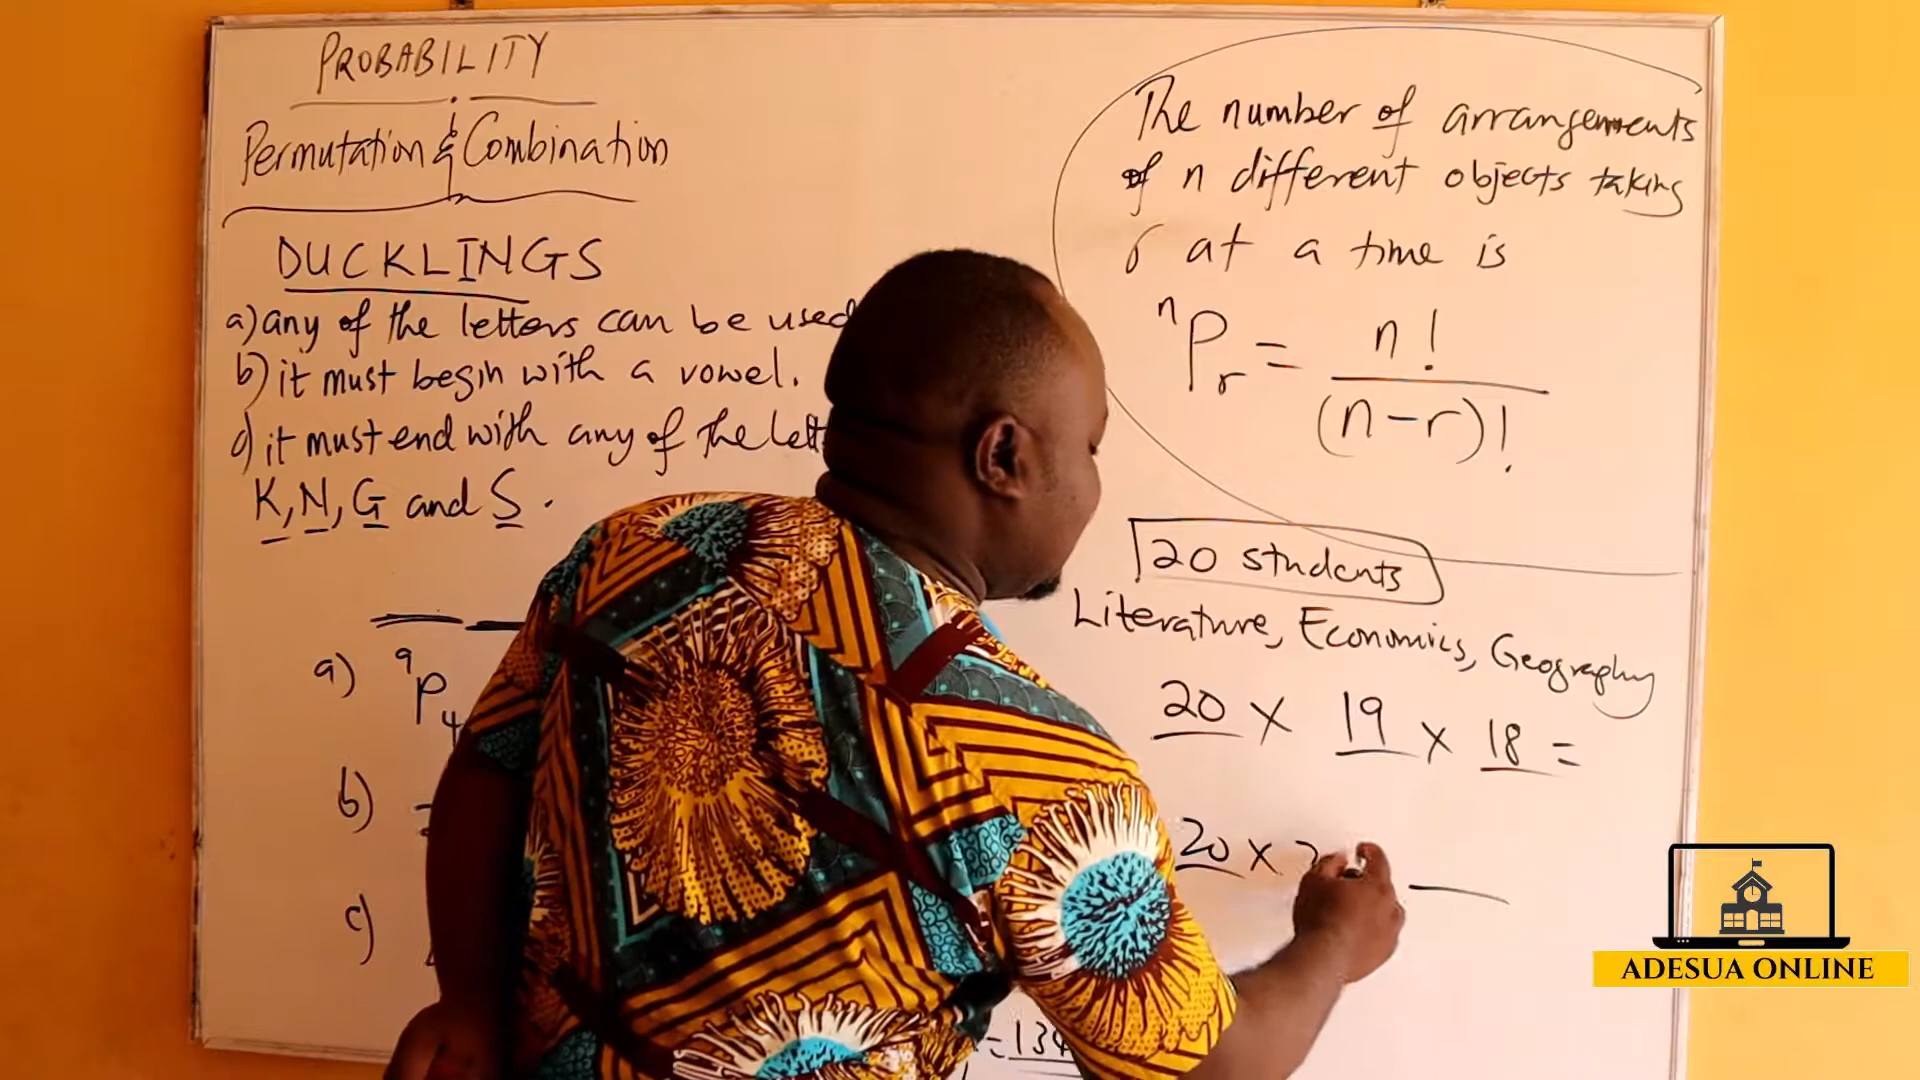 PROBABILITY
Permutation & Combination
DUCKLINGS
a) any of the letters can be used
b) it must begin with a vowel.
c) it must end with any of the lett
K, N, G and S.
a) ⁹P₄
b)
c)
The number of arrangements
of n different objects taking
r at a time is
ⁿPᵣ = n! / (n-r)!
20 students
Literature, Economics, Geography
20 × 19 × 18 =
20 ×
= 134
ADESUA ONLINE